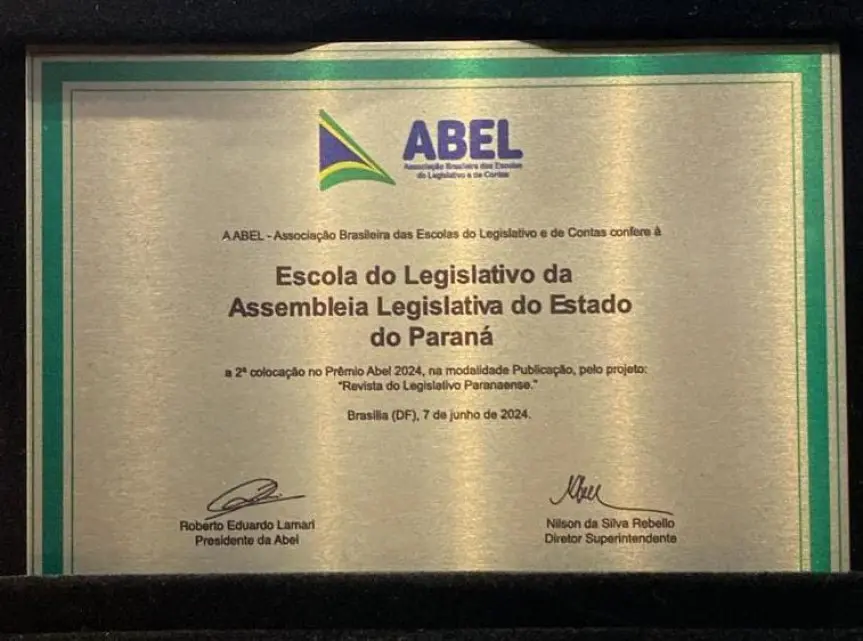 ABEL
Associação Brasileira das Escolas
do Legislativo e de Contas
A ABEL - Associação Brasileira das Escolas do Legislativo e de Contas confere à
Escola do Legislativo da
Assembleia Legislativa do Estado
do Paraná
a 2ª colocação no Prêmio Abel 2024, na modalidade Publicação, pelo projeto:
"Revista do Legislativo Paranaense."
Brasília (DF), 7 de junho de 2024.
Roberto Eduardo Lamari
Presidente da Abel
Nilson da Silva Rebello
Diretor Superintendente